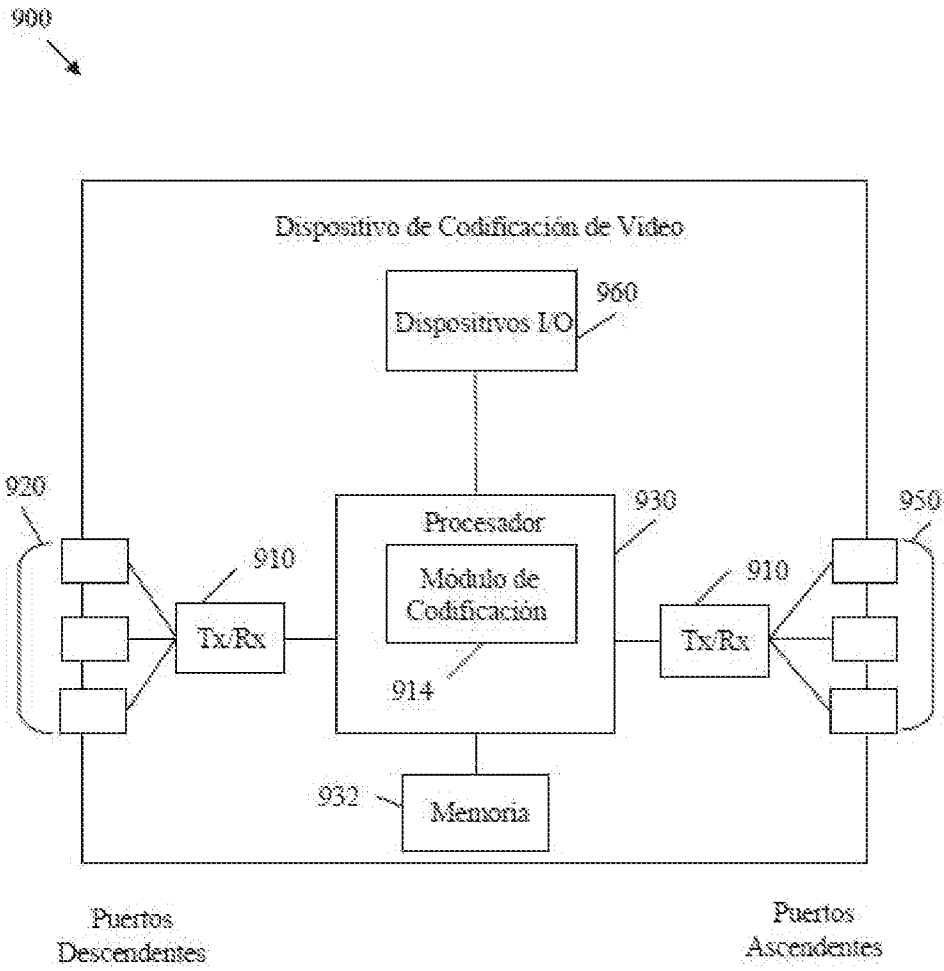 900
Dispositivo de Codificación de Vídeo
Dispositivos I/O
960
920
Procesador
930
950
Módulo de
Codificación
910
910
Tx/Rx
Tx/Rx
914
932
Memoria
Puertos
Descendentes
Puertos
Ascendentes